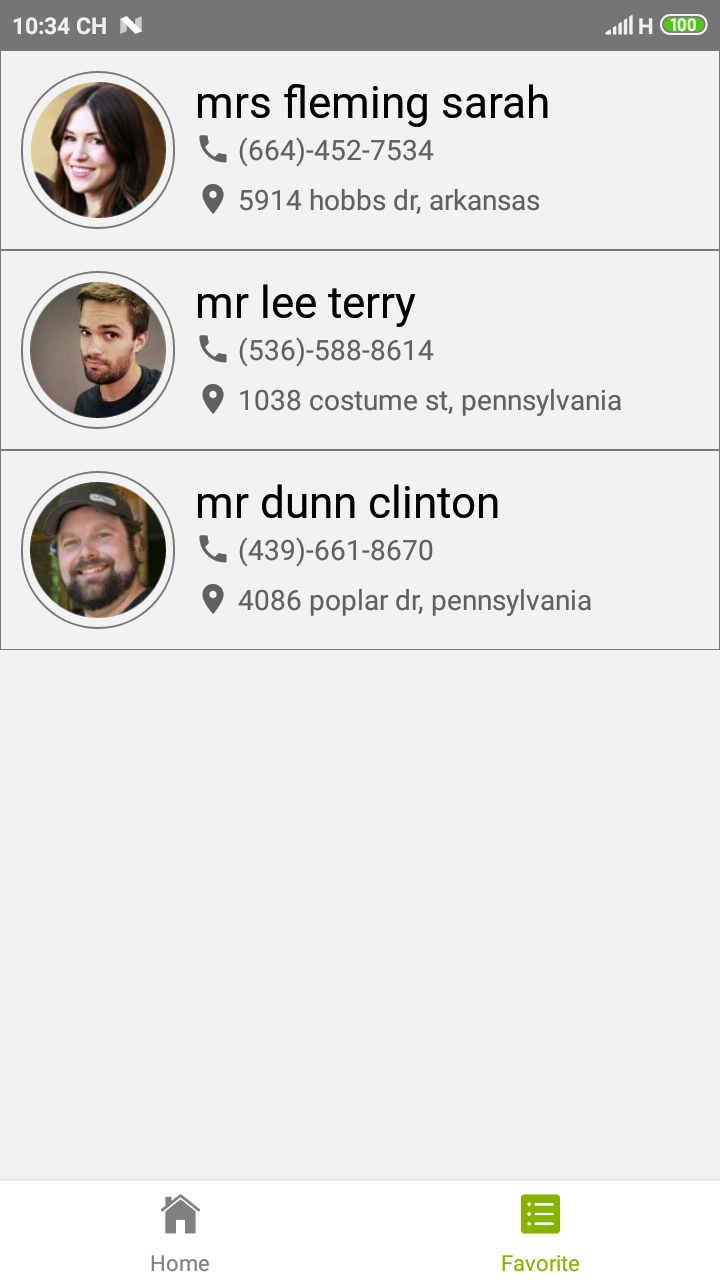 10:34 CH
H 100
mrs fleming sarah
(664)-452-7534
5914 hobbs dr, arkansas
mr lee terry
(536)-588-8614
1038 costume st, pennsylvania
mr dunn clinton
(439)-661-8670
4086 poplar dr, pennsylvania
Home
Favorite